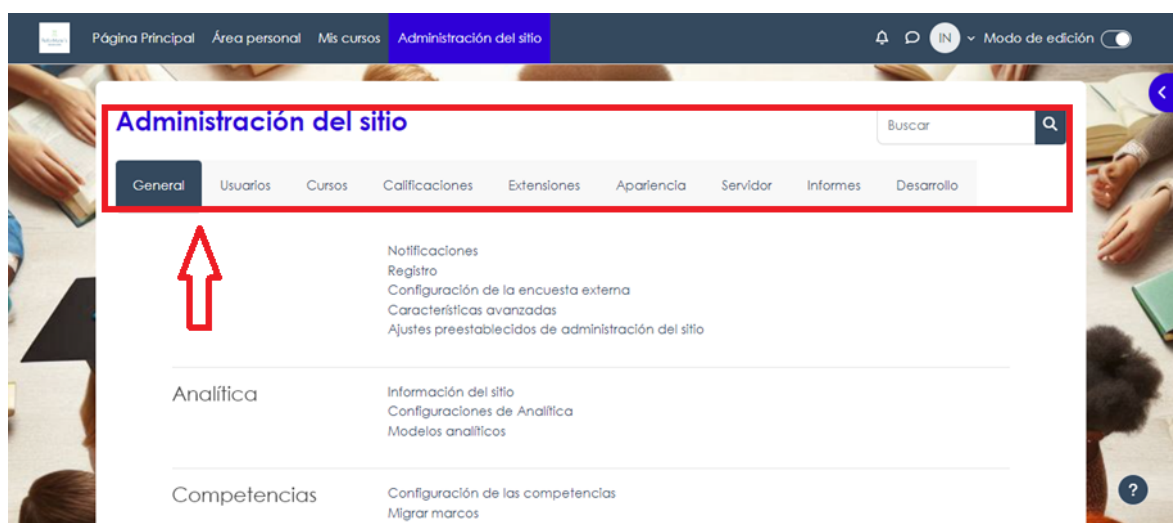 Página Principal Área personal Mis cursos Administración del sitio IN Modo de edición
Administración del sitio
Buscar
General Usuarios Cursos Calificaciones Extensiones Apariencia Servidor Informes Desarrollo
Notificaciones
Registro
Configuración de la encuesta externa
Características avanzadas
Ajustes preestablecidos de administración del sitio
Analítica
Información del sitio
Configuraciones de Analítica
Modelos analíticos
Competencias
Configuración de las competencias
Migrar marcos
?